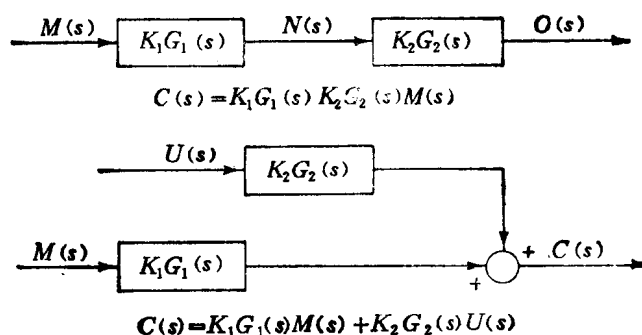 M(s) K₁G₁(s) N(s) K₂G₂(s) O(s)
C(s)=K₁G₁(s)K₂G₂(s)M(s)
U(s) K₂G₂(s)
M(s) K₁G₁(s) + + C(s)
C(s)=K₁G₁(s)M(s)+K₂G₂(s)U(s)